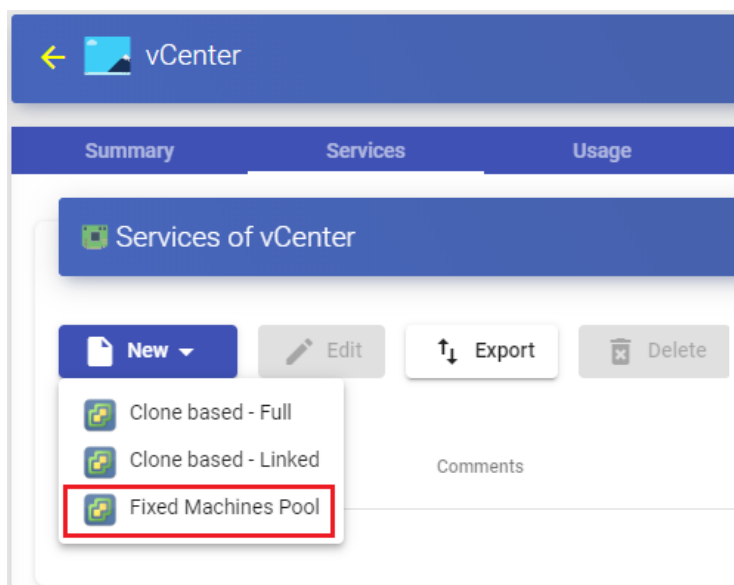 vCenter
Summary Services Usage
Services of vCenter
New Edit Export Delete
Clone based - Full
Clone based - Linked
Comments
Fixed Machines Pool